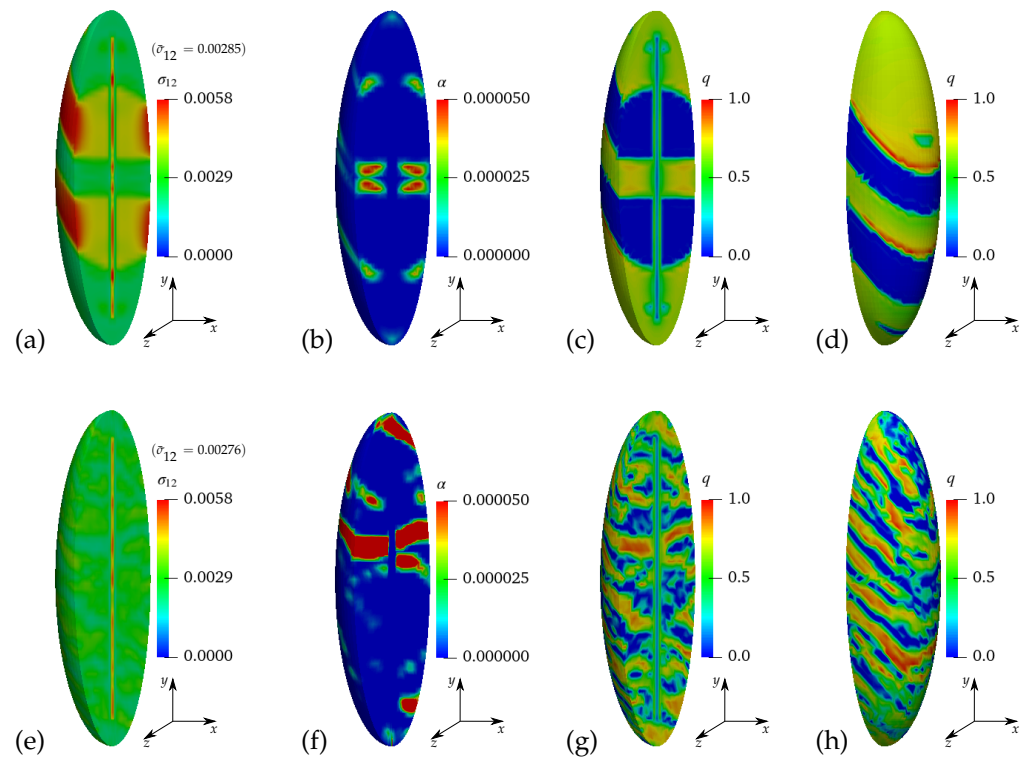 (σ̄₁₂ = 0.00285)
σ₁₂
0.0058
0.0029
0.0000
y
x
z
(a)
α
0.000050
0.000025
0.000000
y
x
z
(b)
q
1.0
0.5
0.0
y
x
z
(c)
q
1.0
0.5
0.0
y
x
z
(d)
(σ̄₁₂ = 0.00276)
σ₁₂
0.0058
0.0029
0.0000
y
x
z
(e)
α
0.000050
0.000025
0.000000
y
x
z
(f)
q
1.0
0.5
0.0
y
x
z
(g)
q
1.0
0.5
0.0
y
x
z
(h)